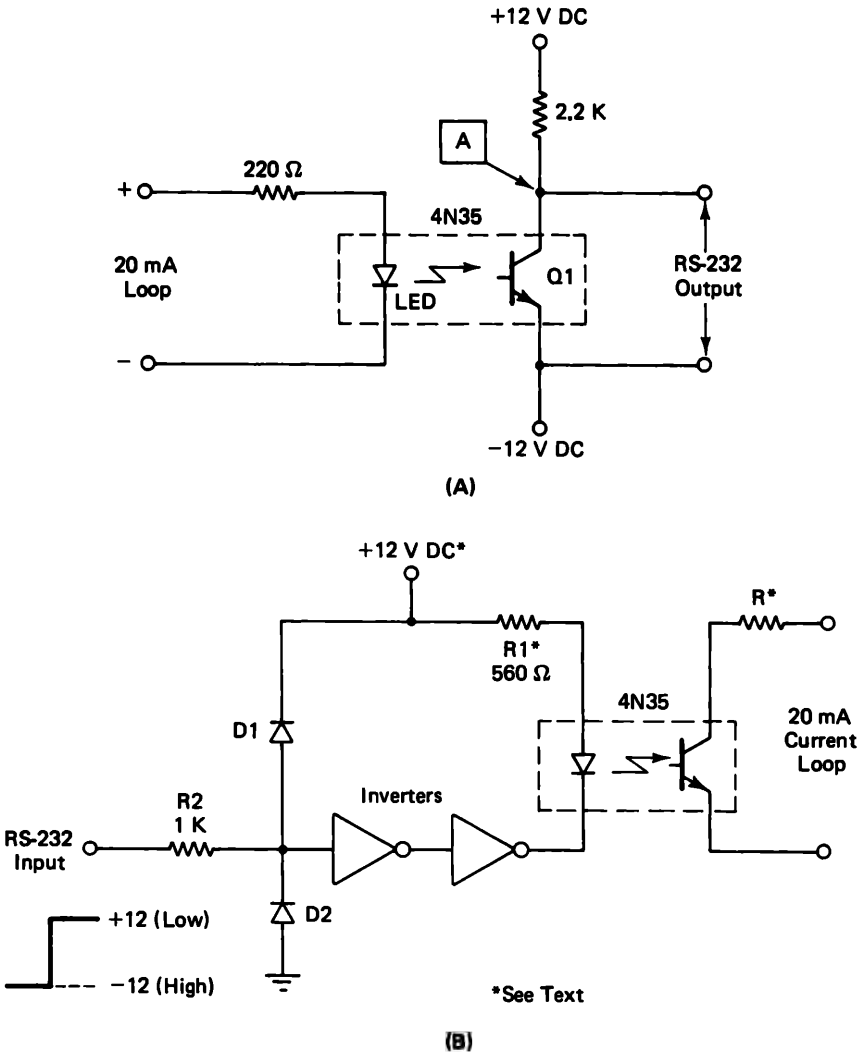 +12 V DC
2.2 K
A
220 Ω
+
4N35
20 mA
Loop
LED
Q1
RS-232
Output
−
−12 V DC
(A)
+12 V DC*
R*
R1*
560 Ω
4N35
D1
20 mA
Current
Loop
R2
1 K
Inverters
RS-232
Input
D2
+12 (Low)
−12 (High)
*See Text
(B)